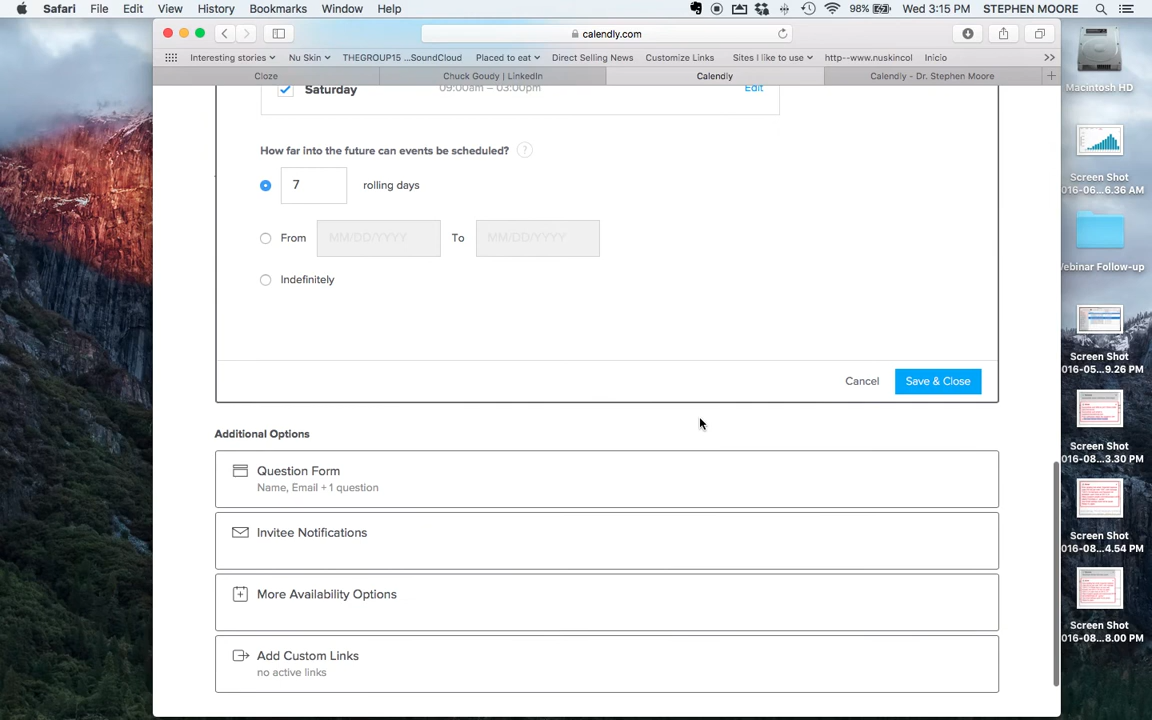 Safari File Edit View History Bookmarks Window Help 98% Wed 3:15 PM STEPHEN MOORE
calendly.com
Interesting stories Nu Skin THEGROUP15 ...SoundCloud Placed to eat Direct Selling News Customize Links Sites I like to use http--www.nuskincol Inicio
Cloze Chuck Goudy | LinkedIn Calendly Calendly - Dr. Stephen Moore
Saturday 09:00am – 03:00pm Edit
How far into the future can events be scheduled? ?
7 rolling days
From MM/DD/YYYY To MM/DD/YYYY
Indefinitely
Cancel Save & Close
Additional Options
Question Form
Name, Email + 1 question
Invitee Notifications
More Availability Options
Add Custom Links
no active links
Macintosh HD
Screen Shot
016-06...6.36 AM
ebinar Follow-up
Screen Shot
016-05...9.26 PM
Screen Shot
016-08...3.30 PM
Screen Shot
016-08...4.54 PM
Screen Shot
016-08...8.00 PM